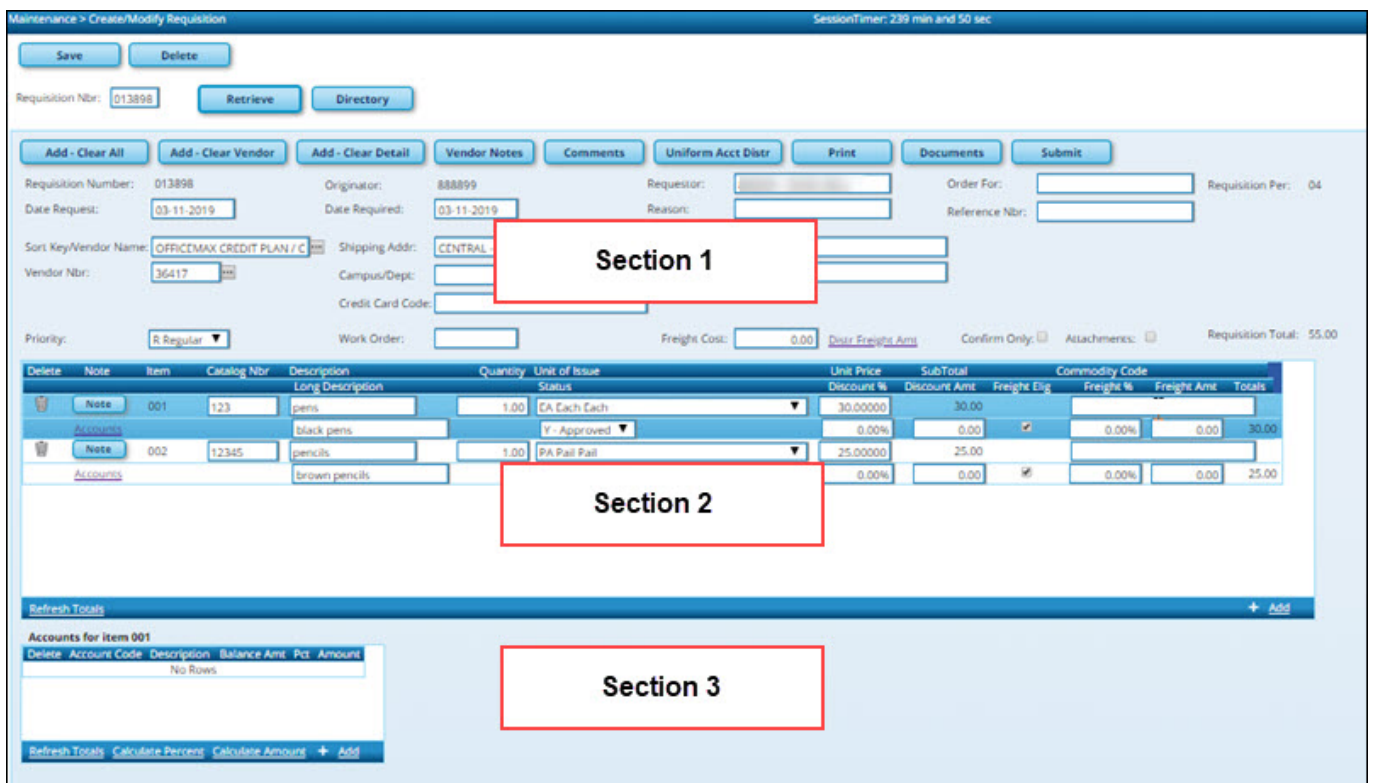 Maintenance > Create/Modify Requisition SessionTimer: 239 min and 50 sec
Save Delete
Requisition Nbr: 013898 Retrieve Directory
Add - Clear All Add - Clear Vendor Add - Clear Detail Vendor Notes Comments Uniform Acct Distr Print Documents Submit
Requisition Number: 013898 Originator: 888899 Requestor: Order For: Requisition Per: 04
Date Request: 03-11-2019 Date Required: 03-11-2019 Reason: Reference Nbr:
Sort Key/Vendor Name: OFFICEMAX CREDIT PLAN / C Shipping Addr: CENTRAL -
Section 1
Vendor Nbr: 36417 Campus/Dept:
Credit Card Code:
Priority: R Regular Work Order: Freight Cost: 0.00 Distr Freight Amt Confirm Only: Attachments: Requisition Total: 55.00
Delete Note Item Catalog Nbr Description Quantity Unit of Issue Unit Price SubTotal Commodity Code
Long Description Status Discount % Discount Amt Freight Elig Freight % Freight Amt Totals
Note 001 123 pens 1.00 EA Each Each 30.00000 30.00
Accounts black pens Y - Approved 0.00% 0.00 0.00% 0.00 30.00
Note 002 12345 pencils 1.00 PA Pail Pail 25.00000 25.00
Accounts brown pencils 0.00% 0.00 0.00% 0.00 25.00
Section 2
Refresh Totals + Add
Accounts for item 001
Delete Account Code Description Balance Amt Pct Amount
No Rows
Section 3
Refresh Totals Calculate Percent Calculate Amount + Add